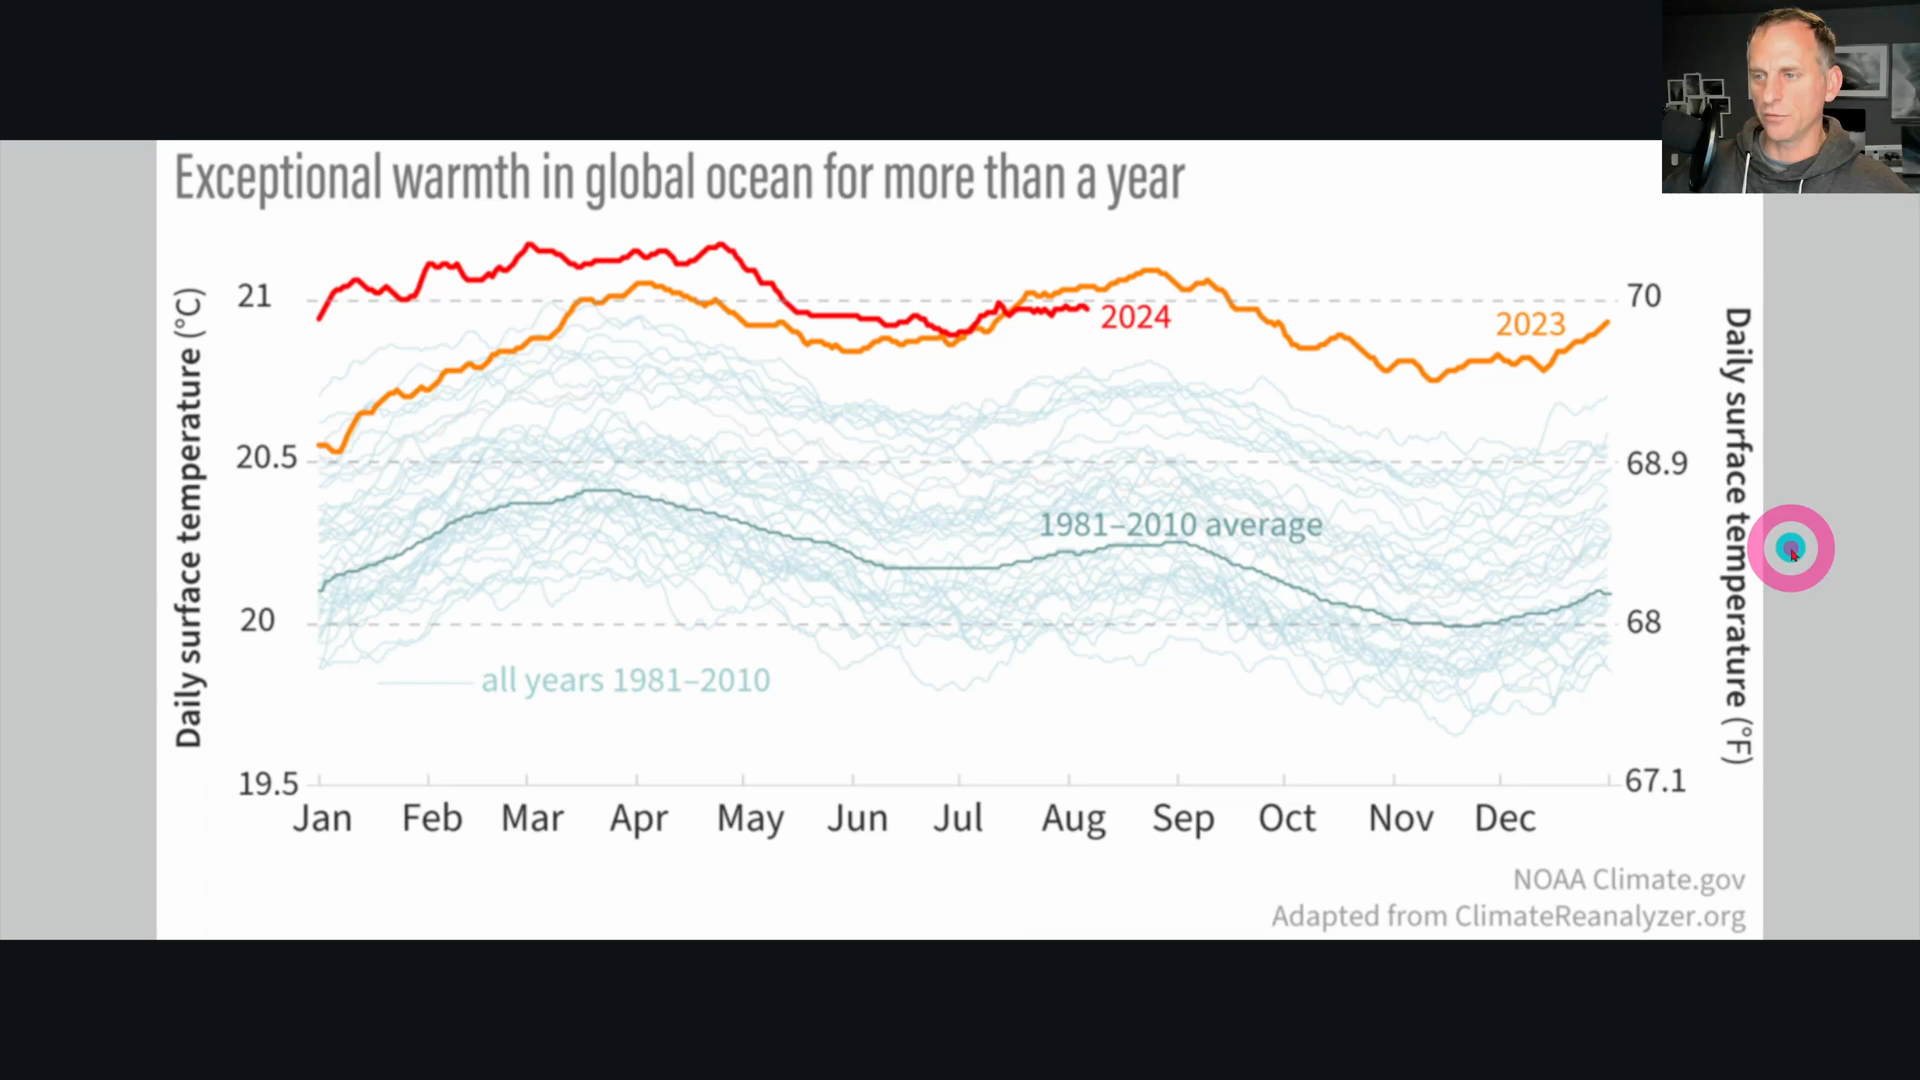 Exceptional warmth in global ocean for more than a year
Daily surface temperature (°C)
21
20.5
20
19.5
2024
2023
1981–2010 average
all years 1981–2010
70
68.9
68
67.1
Daily surface temperature (°F)
Jan Feb Mar Apr May Jun Jul Aug Sep Oct Nov Dec
NOAA Climate.gov
Adapted from ClimateReanalyzer.org